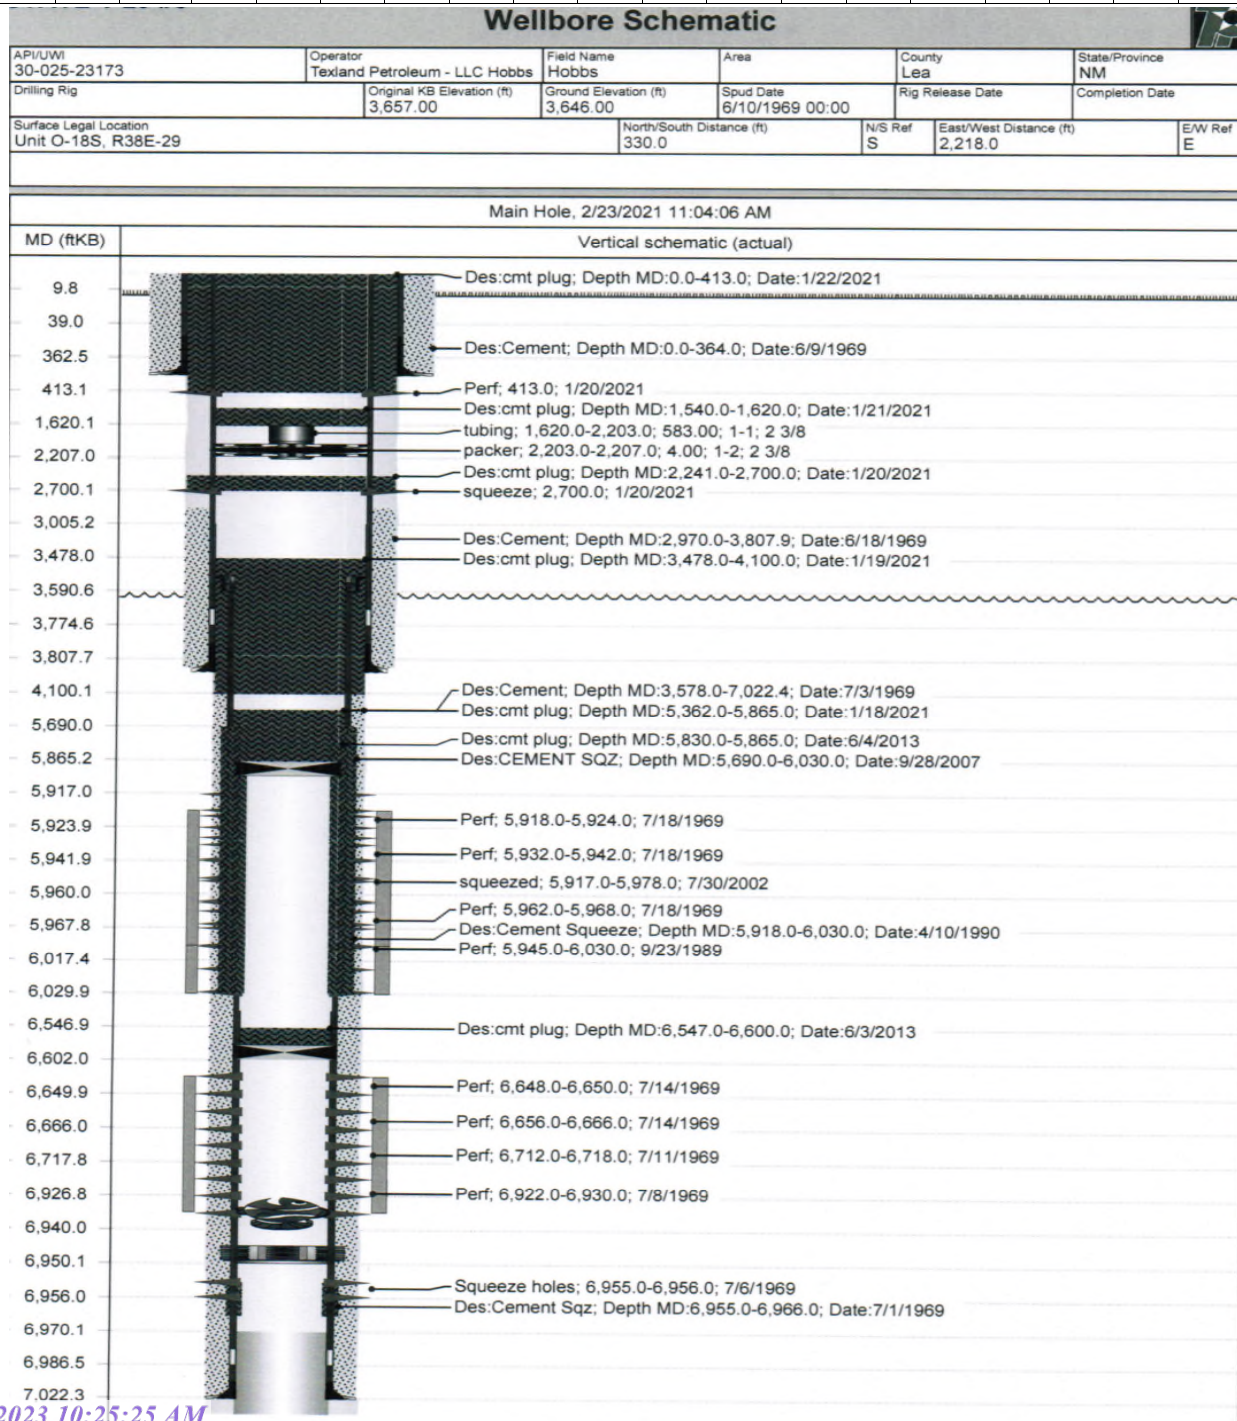 Wellbore Schematic
API/UWI Operator Field Name Area County State/Province
30-025-23173 Texland Petroleum - LLC Hobbs Hobbs Lea NM
Drilling Rig Original KB Elevation (ft) Ground Elevation (ft) Spud Date Rig Release Date Completion Date
3,657.00 3,646.00 6/10/1969 00:00
Surface Legal Location North/South Distance (ft) N/S Ref East/West Distance (ft) E/W Ref
Unit O-18S, R38E-29 330.0 S 2,218.0 E
Main Hole, 2/23/2021 11:04:06 AM
MD (ftKB) Vertical schematic (actual)
Des:cmt plug; Depth MD:0.0-413.0; Date:1/22/2021
9.8
39.0
Des:Cement; Depth MD:0.0-364.0; Date:6/9/1969
362.5
413.1 Perf; 413.0; 1/20/2021
Des:cmt plug; Depth MD:1,540.0-1,620.0; Date:1/21/2021
1,620.1
tubing; 1,620.0-2,203.0; 583.00; 1-1; 2 3/8
packer; 2,203.0-2,207.0; 4.00; 1-2; 2 3/8
2,207.0
Des:cmt plug; Depth MD:2,241.0-2,700.0; Date:1/20/2021
2,700.1 squeeze; 2,700.0; 1/20/2021
3,005.2
Des:Cement; Depth MD:2,970.0-3,807.9; Date:6/18/1969
3,478.0 Des:cmt plug; Depth MD:3,478.0-4,100.0; Date:1/19/2021
3,590.6
3,774.6
3,807.7
4,100.1 Des:Cement; Depth MD:3,578.0-7,022.4; Date:7/3/1969
Des:cmt plug; Depth MD:5,362.0-5,865.0; Date:1/18/2021
5,690.0
Des:cmt plug; Depth MD:5,830.0-5,865.0; Date:6/4/2013
5,865.2 Des:CEMENT SQZ; Depth MD:5,690.0-6,030.0; Date:9/28/2007
5,917.0
5,923.9 Perf; 5,918.0-5,924.0; 7/18/1969
5,941.9 Perf; 5,932.0-5,942.0; 7/18/1969
squeezed; 5,917.0-5,978.0; 7/30/2002
5,960.0
Perf; 5,962.0-5,968.0; 7/18/1969
5,967.8
Des:Cement Squeeze; Depth MD:5,918.0-6,030.0; Date:4/10/1990
Perf; 5,945.0-6,030.0; 9/23/1989
6,017.4
6,029.9
6,546.9 Des:cmt plug; Depth MD:6,547.0-6,600.0; Date:6/3/2013
6,602.0
6,649.9 Perf; 6,648.0-6,650.0; 7/14/1969
6,666.0 Perf; 6,656.0-6,666.0; 7/14/1969
6,717.8 Perf; 6,712.0-6,718.0; 7/11/1969
6,926.8 Perf; 6,922.0-6,930.0; 7/8/1969
6,940.0
6,950.1
Squeeze holes; 6,955.0-6,956.0; 7/6/1969
6,956.0
Des:Cement Sqz; Depth MD:6,955.0-6,966.0; Date:7/1/1969
6,970.1
6,986.5
7,022.3
2023 10:25:25 AM